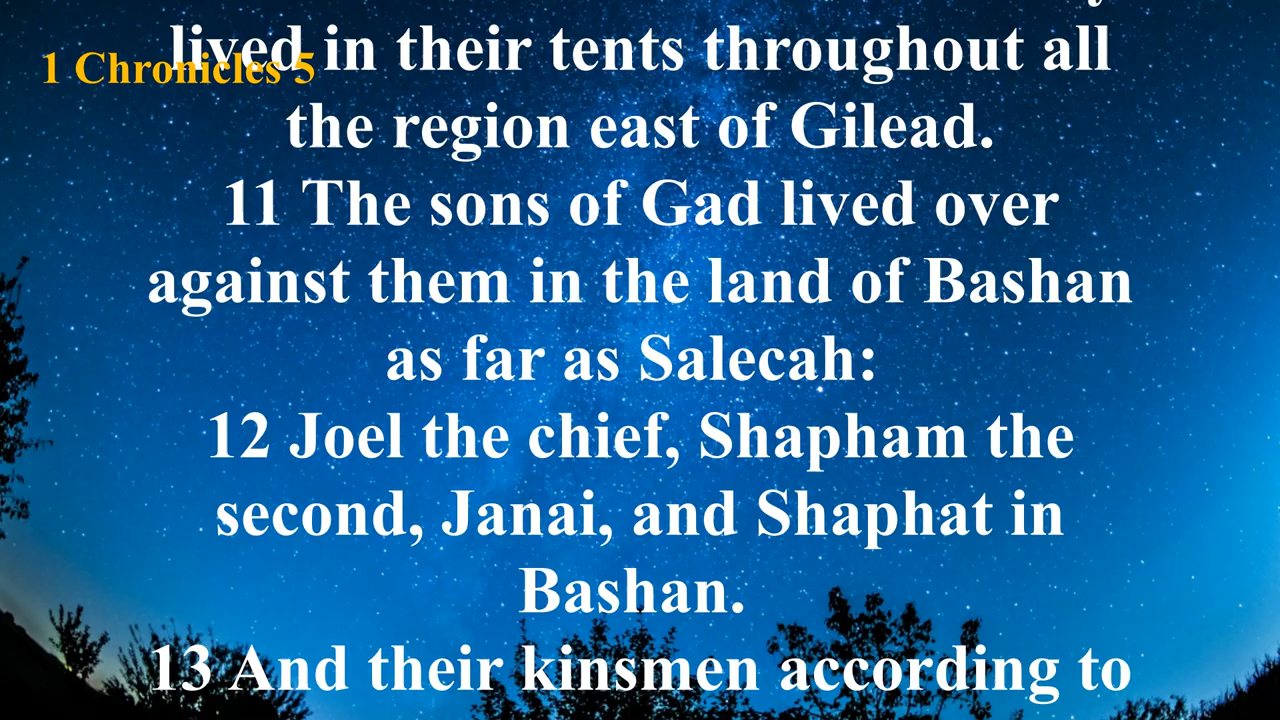 lived in their tents throughout all
1 Chronicles 5
the region east of Gilead.
11 The sons of Gad lived over
against them in the land of Bashan
as far as Salecah:
12 Joel the chief, Shapham the
second, Janai, and Shaphat in
Bashan.
13 And their kinsmen according to